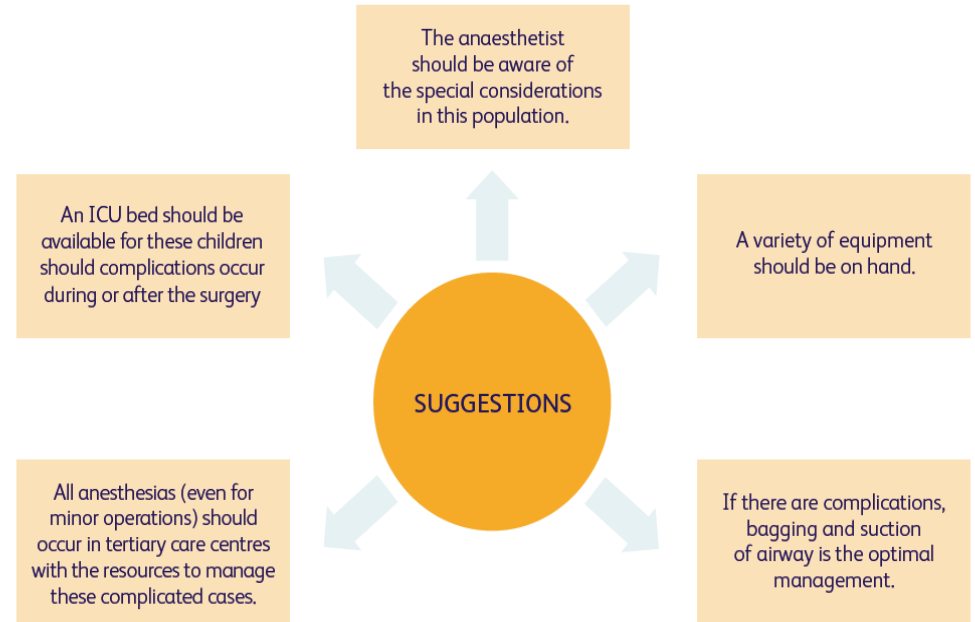 The anaesthetist
should be aware of
the special considerations
in this population.
An ICU bed should be
available for these children
should complications occur
during or after the surgery
A variety of equipment
should be on hand.
SUGGESTIONS
All anesthesias (even for
minor operations) should
occur in tertiary care centres
with the resources to manage
these complicated cases.
If there are complications,
bagging and suction
of airway is the optimal
management.